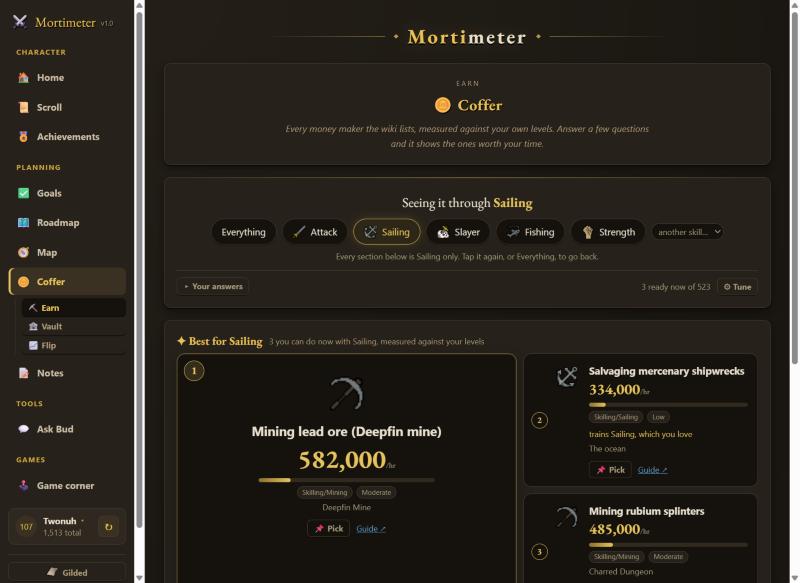 Mortimeter v1.0
CHARACTER
Home
Scroll
Achievements
PLANNING
Goals
Roadmap
Map
Coffer
Earn
Vault
Flip
Notes
TOOLS
Ask Bud
GAMES
Game corner
107
Twonuh
1,513 total
Gilded
Mortimeter
EARN
Coffer
Every money maker the wiki lists, measured against your own levels. Answer a few questions
and it shows the ones worth your time.
Seeing it through Sailing
Everything Attack Sailing Slayer Fishing Strength another skill...
Every section below is Sailing only. Tap it again, or Everything, to go back.
▸ Your answers
3 ready now of 523 ⚙ Tune
✦ Best for Sailing 3 you can do now with Sailing, measured against your levels
1
Mining lead ore (Deepfin mine)
582,000/hr
Skilling/Mining Moderate
Deepfin Mine
Pick Guide ↗
2
Salvaging mercenary shipwrecks
334,000/hr
Skilling/Sailing Low
trains Sailing, which you love
The ocean
Pick Guide ↗
3
Mining rubium splinters
485,000/hr
Skilling/Mining Moderate
Charred Dungeon